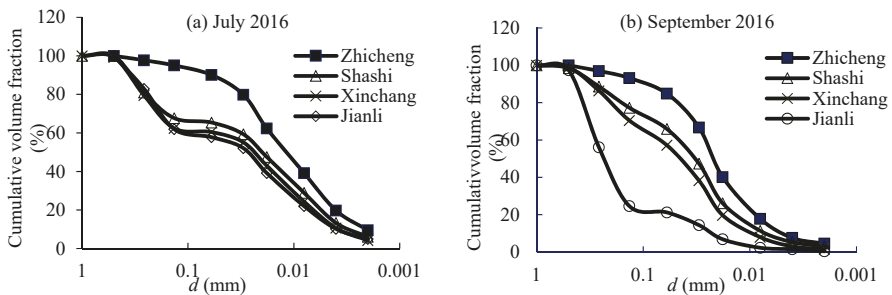 (a) July 2016
Cumulative volume fraction
(%)
120
100
80
60
40
20
0
Zhicheng
Shashi
Xinchang
Jianli
1
0.1
0.01
0.001
d (mm)
(b) September 2016
Cumulativvolume fraction
(%)
120
100
80
60
40
20
0
Zhicheng
Shashi
Xinchang
Jianli
1
0.1
0.01
0.001
d (mm)